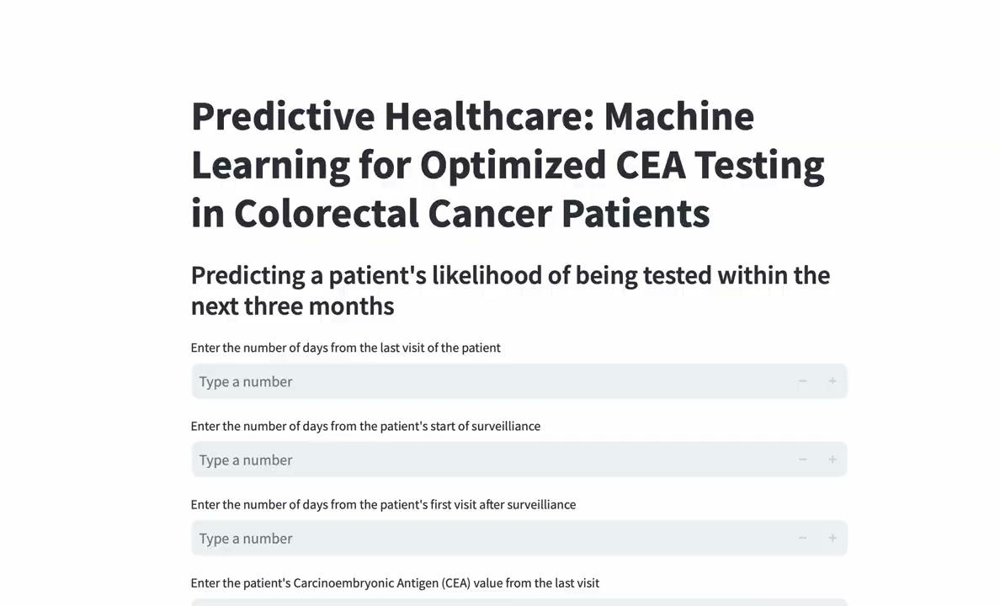 Predictive Healthcare: Machine
Learning for Optimized CEA Testing
in Colorectal Cancer Patients
Predicting a patient's likelihood of being tested within the
next three months
Enter the number of days from the last visit of the patient
Type a number − +
Enter the number of days from the patient's start of surveilliance
Type a number − +
Enter the number of days from the patient's first visit after surveilliance
Type a number − +
Enter the patient's Carcinoembryonic Antigen (CEA) value from the last visit